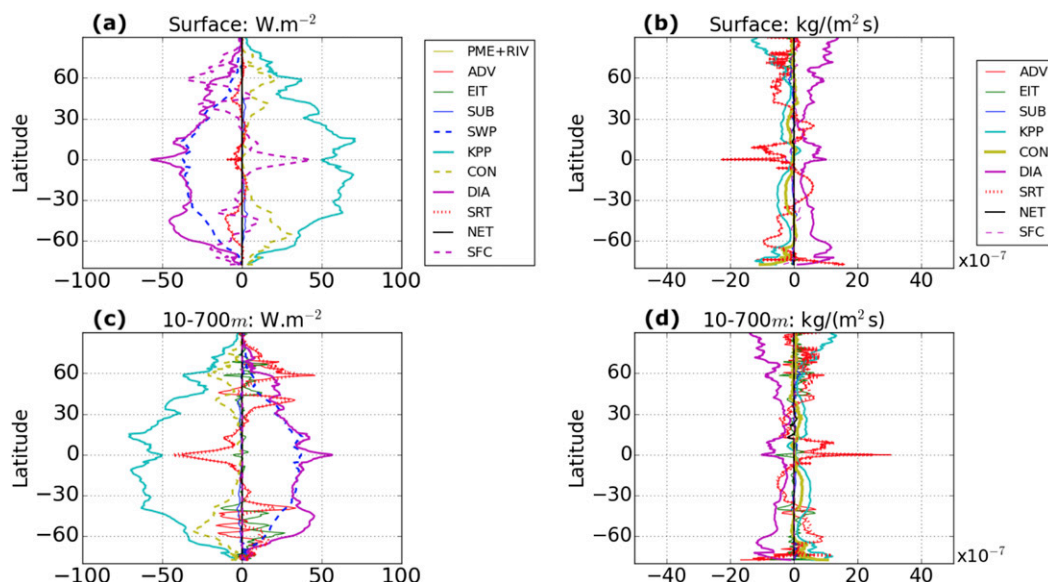 (a) Surface: W.m−2
Latitude
60
30
0
−30
−60
−100 −50 0 50 100
PME+RIV
ADV
EIT
SUB
SWP
KPP
CON
DIA
SRT
NET
SFC
(b) Surface: kg/(m2 s)
Latitude
60
30
0
−30
−60
−40 −20 0 20 40
x10−7
ADV
EIT
SUB
KPP
CON
DIA
SRT
NET
SFC
(c) 10-700m: W.m−2
Latitude
60
30
0
−30
−60
−100 −50 0 50 100
(d) 10-700m: kg/(m2 s)
Latitude
60
30
0
−30
−60
−40 −20 0 20 40
x10−7